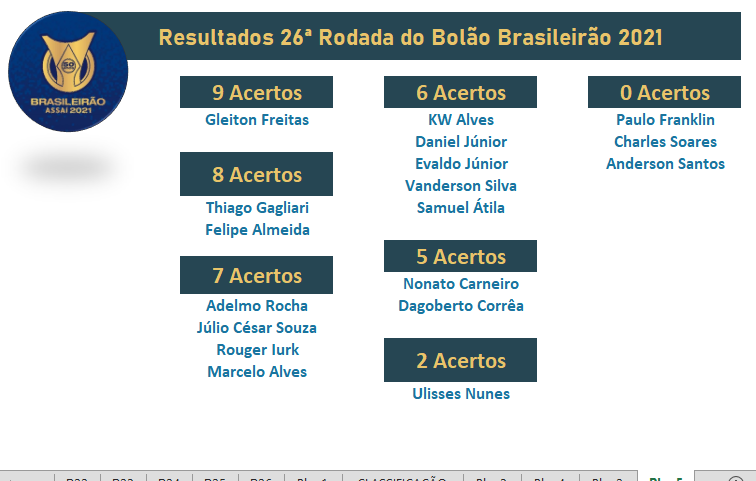 Resultados 26ª Rodada do Bolão Brasileirão 2021
50
BRASILEIRÃO
ASSAÍ 2021
9 Acertos
Gleiton Freitas
8 Acertos
Thiago Gagliari
Felipe Almeida
7 Acertos
Adelmo Rocha
Júlio César Souza
Rouger Iurk
Marcelo Alves
6 Acertos
KW Alves
Daniel Júnior
Evaldo Júnior
Vanderson Silva
Samuel Átila
5 Acertos
Nonato Carneiro
Dagoberto Corrêa
2 Acertos
Ulisses Nunes
0 Acertos
Paulo Franklin
Charles Soares
Anderson Santos